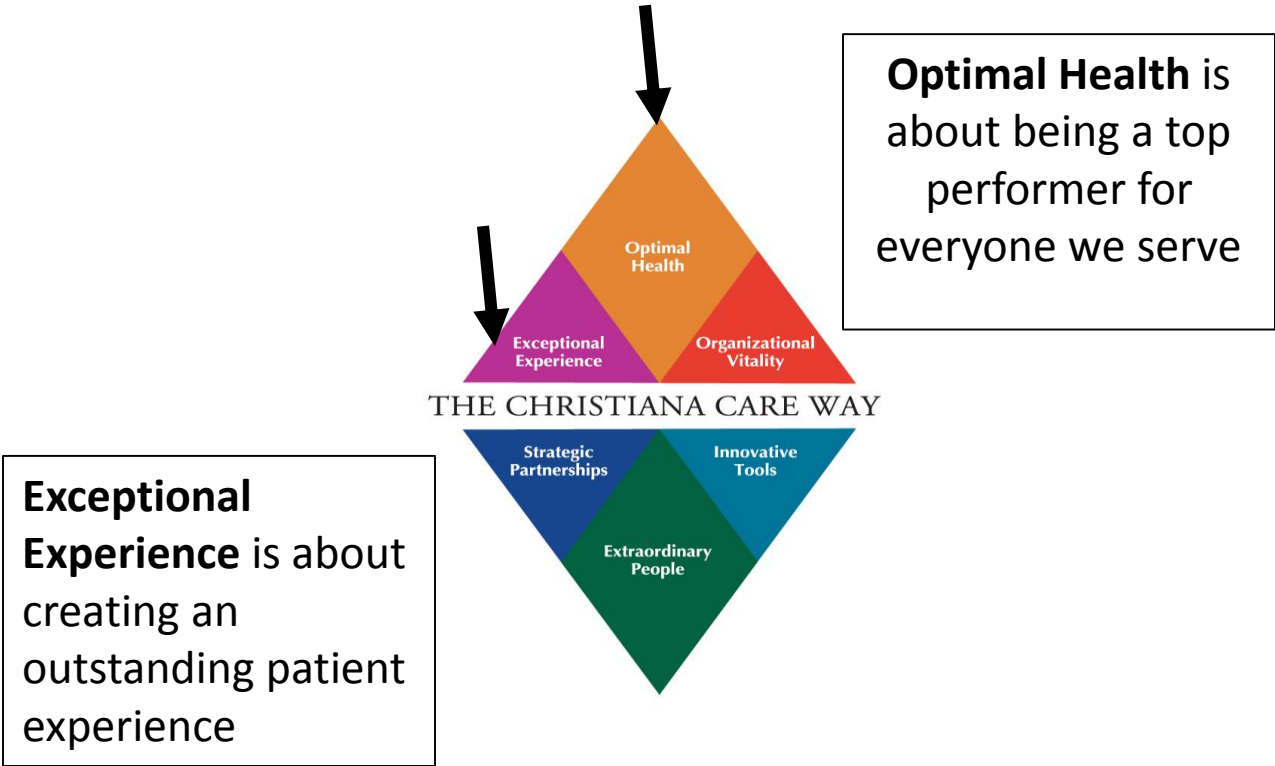 Optimal Health is
about being a top
performer for
everyone we serve
Optimal
Health
Exceptional
Experience
Organizational
Vitality
THE CHRISTIANA CARE WAY
Strategic
Partnerships
Innovative
Tools
Extraordinary
People
Exceptional
Experience is about
creating an
outstanding patient
experience